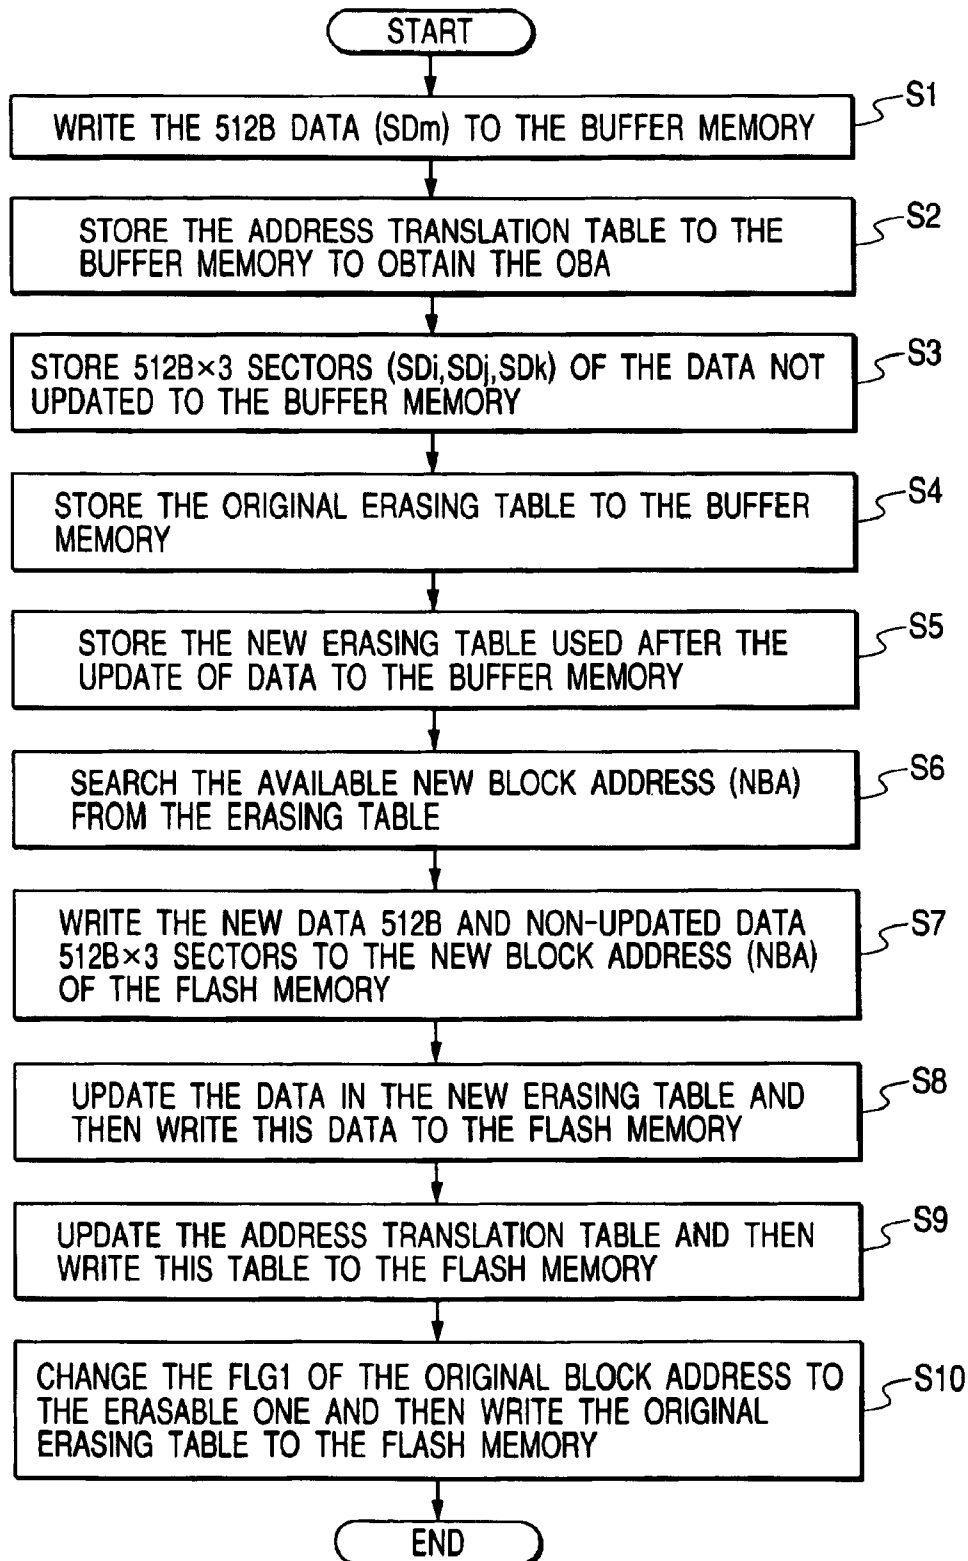 START
S1
WRITE THE 512B DATA (SDm) TO THE BUFFER MEMORY
S2
STORE THE ADDRESS TRANSLATION TABLE TO THE
BUFFER MEMORY TO OBTAIN THE OBA
S3
STORE 512B×3 SECTORS (SDi,SDj,SDk) OF THE DATA NOT
UPDATED TO THE BUFFER MEMORY
S4
STORE THE ORIGINAL ERASING TABLE TO THE BUFFER
MEMORY
S5
STORE THE NEW ERASING TABLE USED AFTER THE
UPDATE OF DATA TO THE BUFFER MEMORY
S6
SEARCH THE AVAILABLE NEW BLOCK ADDRESS (NBA)
FROM THE ERASING TABLE
S7
WRITE THE NEW DATA 512B AND NON-UPDATED DATA
512B×3 SECTORS TO THE NEW BLOCK ADDRESS (NBA)
OF THE FLASH MEMORY
S8
UPDATE THE DATA IN THE NEW ERASING TABLE AND
THEN WRITE THIS DATA TO THE FLASH MEMORY
S9
UPDATE THE ADDRESS TRANSLATION TABLE AND THEN
WRITE THIS TABLE TO THE FLASH MEMORY
S10
CHANGE THE FLG1 OF THE ORIGINAL BLOCK ADDRESS TO
THE ERASABLE ONE AND THEN WRITE THE ORIGINAL
ERASING TABLE TO THE FLASH MEMORY
END